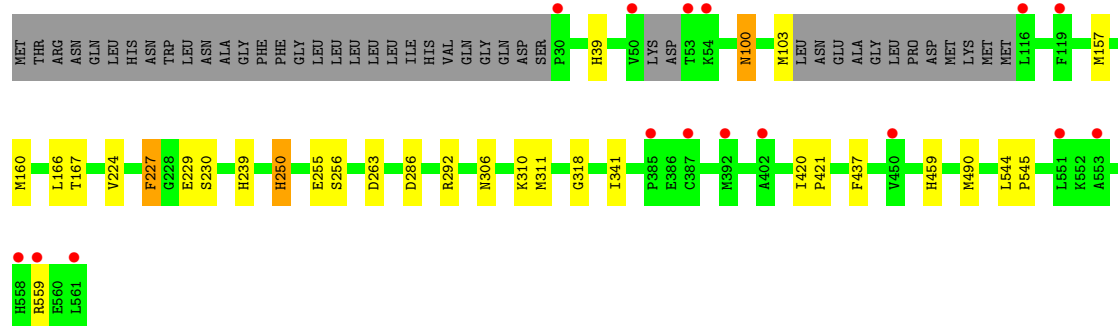 MET THR ARG ASN GLN LEU HIS ASN TRP LEU ASN ALA GLY PHE PHE GLY LEU LEU LEU LEU LEU ILE HIS VAL GLN GLY GLN ASP SER P30 H39 V50 LYS ASP T53 K54 N100 M103 LEU ASN GLU ALA GLY LEU PRO ASP MET LYS MET MET L116 F119 M157
M160 L166 T167 V224 F227 G228 E229 S230 H239 H250 E255 S256 D263 D286 R292 N306 K310 M311 G318 I341 P385 E386 C387 M392 A402 I420 P421 F437 V450 H459 M490 L544 P545 L551 K552 A553
H558 R559 E560 L561